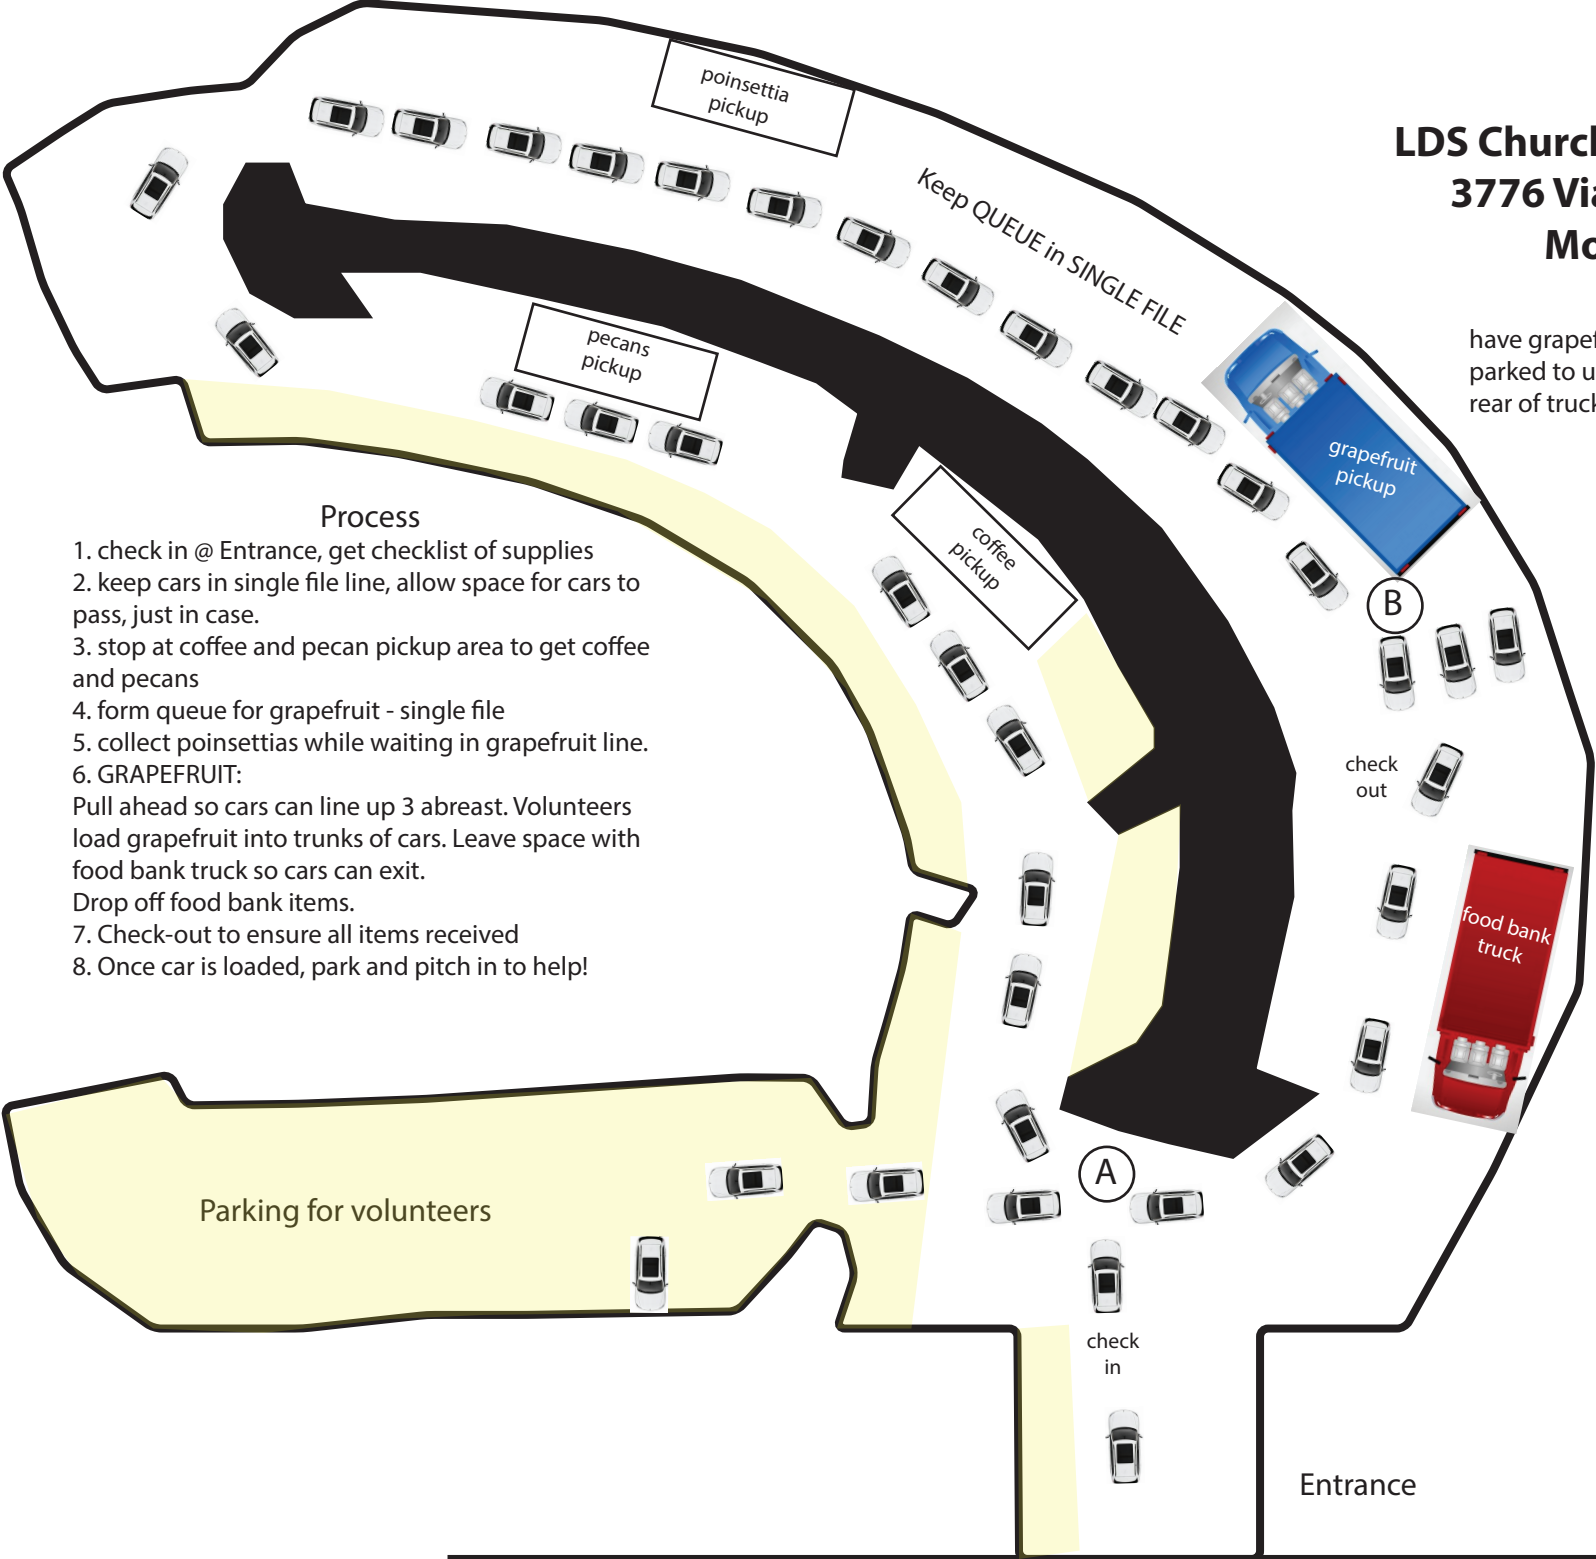 poinsettia
pickup
Keep QUEUE in SINGLE FILE
LDS Church
3776 Via
Mo
have grapef
parked to u
rear of truck
pecans
pickup
grapefruit
pickup
coffee
pickup
Process
1. check in @ Entrance, get checklist of supplies
2. keep cars in single file line, allow space for cars to
pass, just in case.
3. stop at coffee and pecan pickup area to get coffee
and pecans
4. form queue for grapefruit - single file
5. collect poinsettias while waiting in grapefruit line.
6. GRAPEFRUIT:
Pull ahead so cars can line up 3 abreast. Volunteers
load grapefruit into trunks of cars. Leave space with
food bank truck so cars can exit.
Drop off food bank items.
7. Check-out to ensure all items received
8. Once car is loaded, park and pitch in to help!
B
check
out
food bank
truck
A
Parking for volunteers
check
in
Entrance